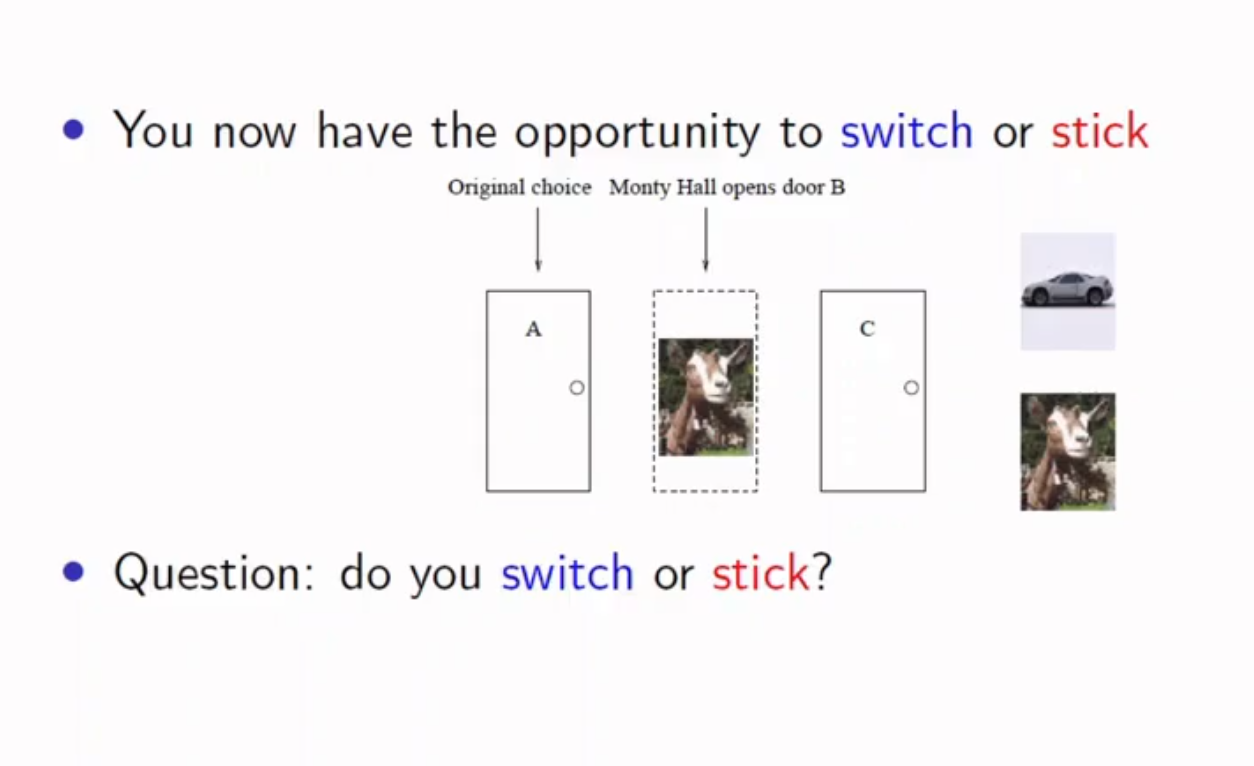 You now have the opportunity to switch or stick
Original choice Monty Hall opens door B
A
C
Question: do you switch or stick?